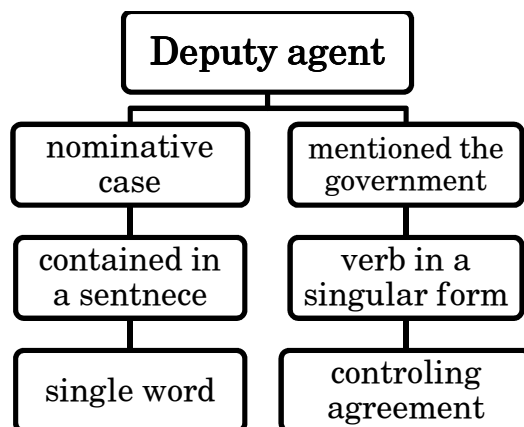 Deputy agent
nominative
case
mentioned the
government
contained in
a sentnece
verb in a
singular form
single word
controling
agreement